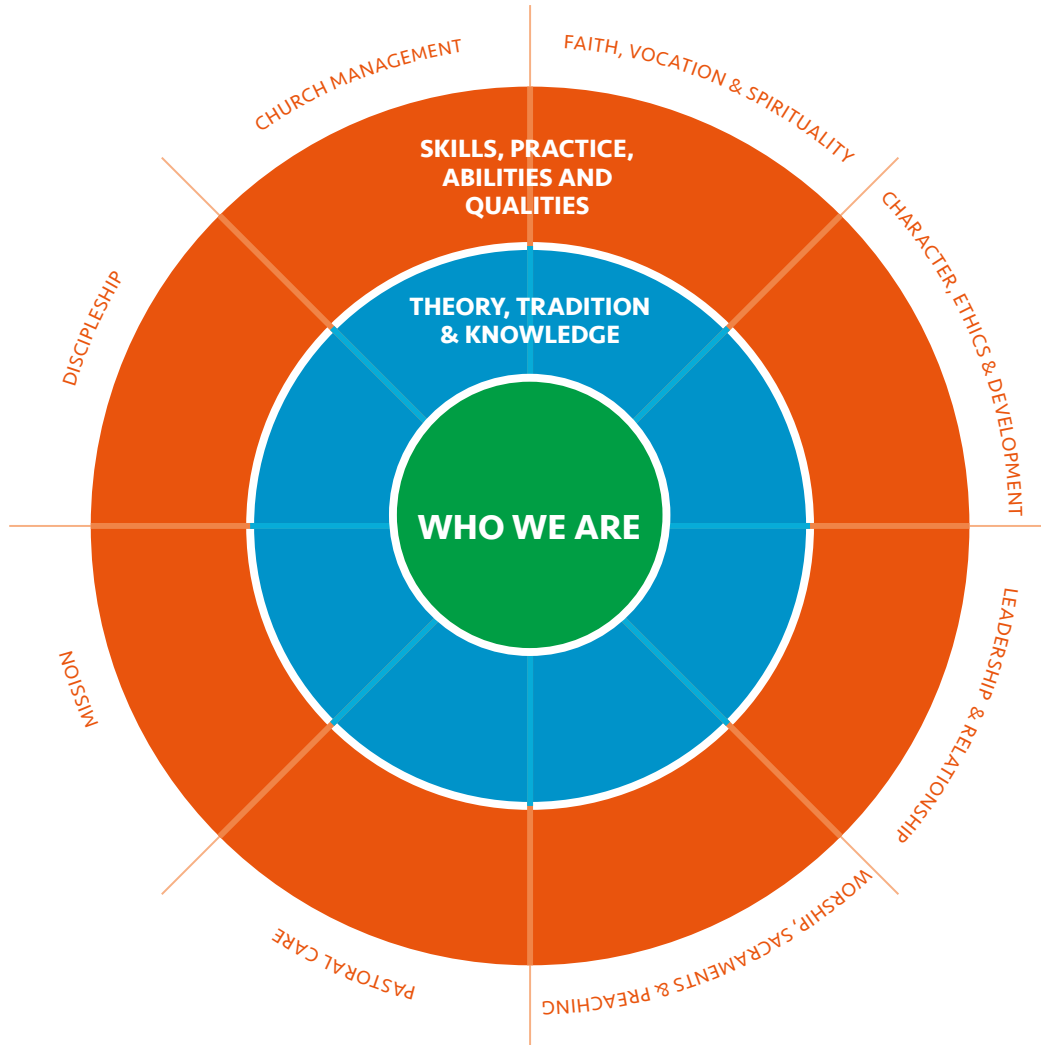 CHURCH MANAGEMENT
FAITH, VOCATION & SPIRITUALITY
CHARACTER, ETHICS & DEVELOPMENT
LEADERSHIP & RELATIONSHIP
WORSHIP, SACRAMENTS & PREACHING
PASTORAL CARE
MISSION
DISCIPLESHIP
SKILLS, PRACTICE,
ABILITIES AND
QUALITIES
THEORY, TRADITION
& KNOWLEDGE
WHO WE ARE